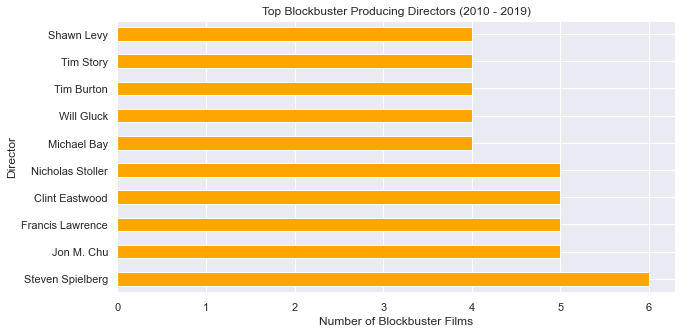 Top Blockbuster Producing Directors (2010 - 2019)
Director
Shawn Levy
Tim Story
Tim Burton
Will Gluck
Michael Bay
Nicholas Stoller
Clint Eastwood
Francis Lawrence
Jon M. Chu
Steven Spielberg
0 1 2 3 4 5 6
Number of Blockbuster Films